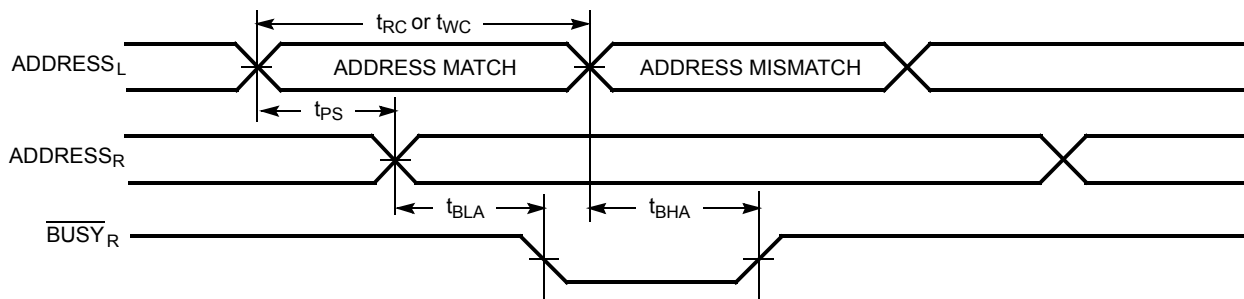 tRC or tWC
ADDRESSL ADDRESS MATCH ADDRESS MISMATCH
tPS
ADDRESSR
tBLA tBHA
BUSYR